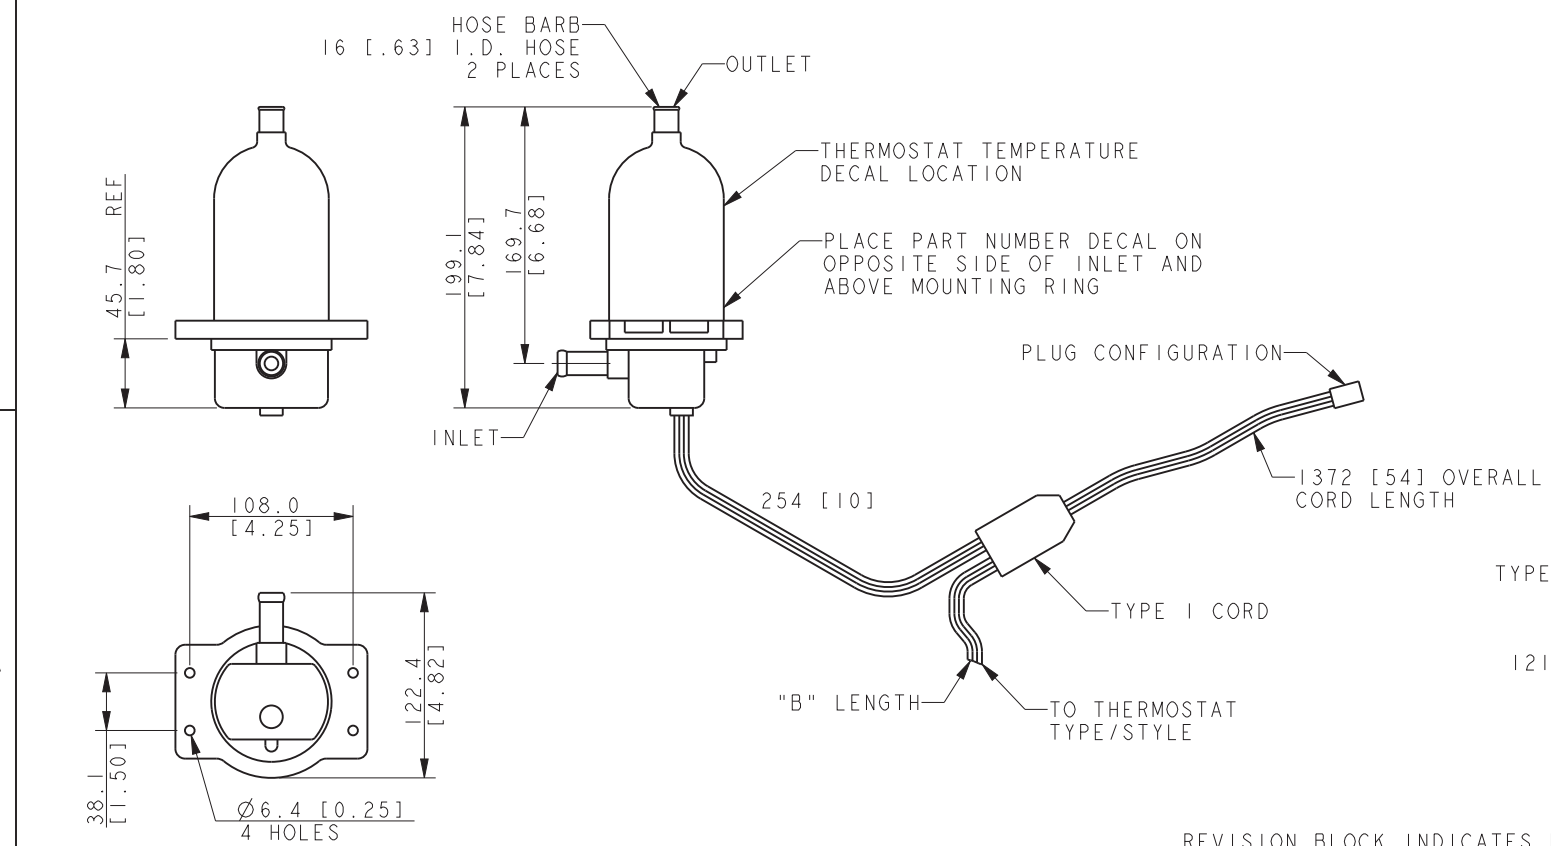 HOSE BARB
16 [.63] I.D. HOSE
2 PLACES
OUTLET
THERMOSTAT TEMPERATURE
DECAL LOCATION
45.7 REF
[1.80]
199.1
[7.84]
169.7
[6.68]
PLACE PART NUMBER DECAL ON
OPPOSITE SIDE OF INLET AND
ABOVE MOUNTING RING
PLUG CONFIGURATION
INLET
1372 [54] OVERALL
CORD LENGTH
254 [10]
108.0
[4.25]
TYPE
TYPE 1 CORD
122.4
[4.82]
121
"B" LENGTH
TO THERMOSTAT
TYPE/STYLE
38.1
[1.50]
Ø6.4 [0.25]
4 HOLES
REVISION BLOCK INDICATES